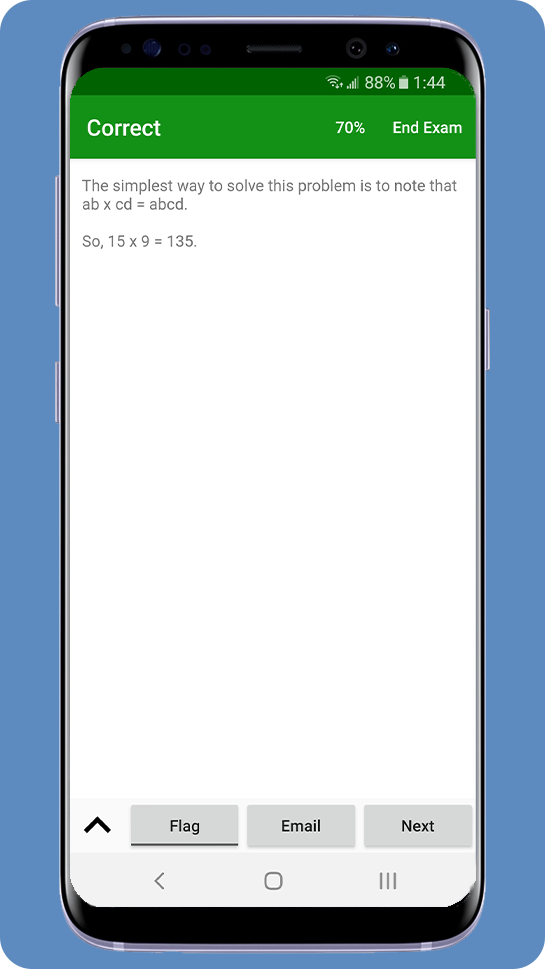 88% 1:44
Correct 70% End Exam
The simplest way to solve this problem is to note that
ab x cd = abcd.
So, 15 x 9 = 135.
Flag Email Next